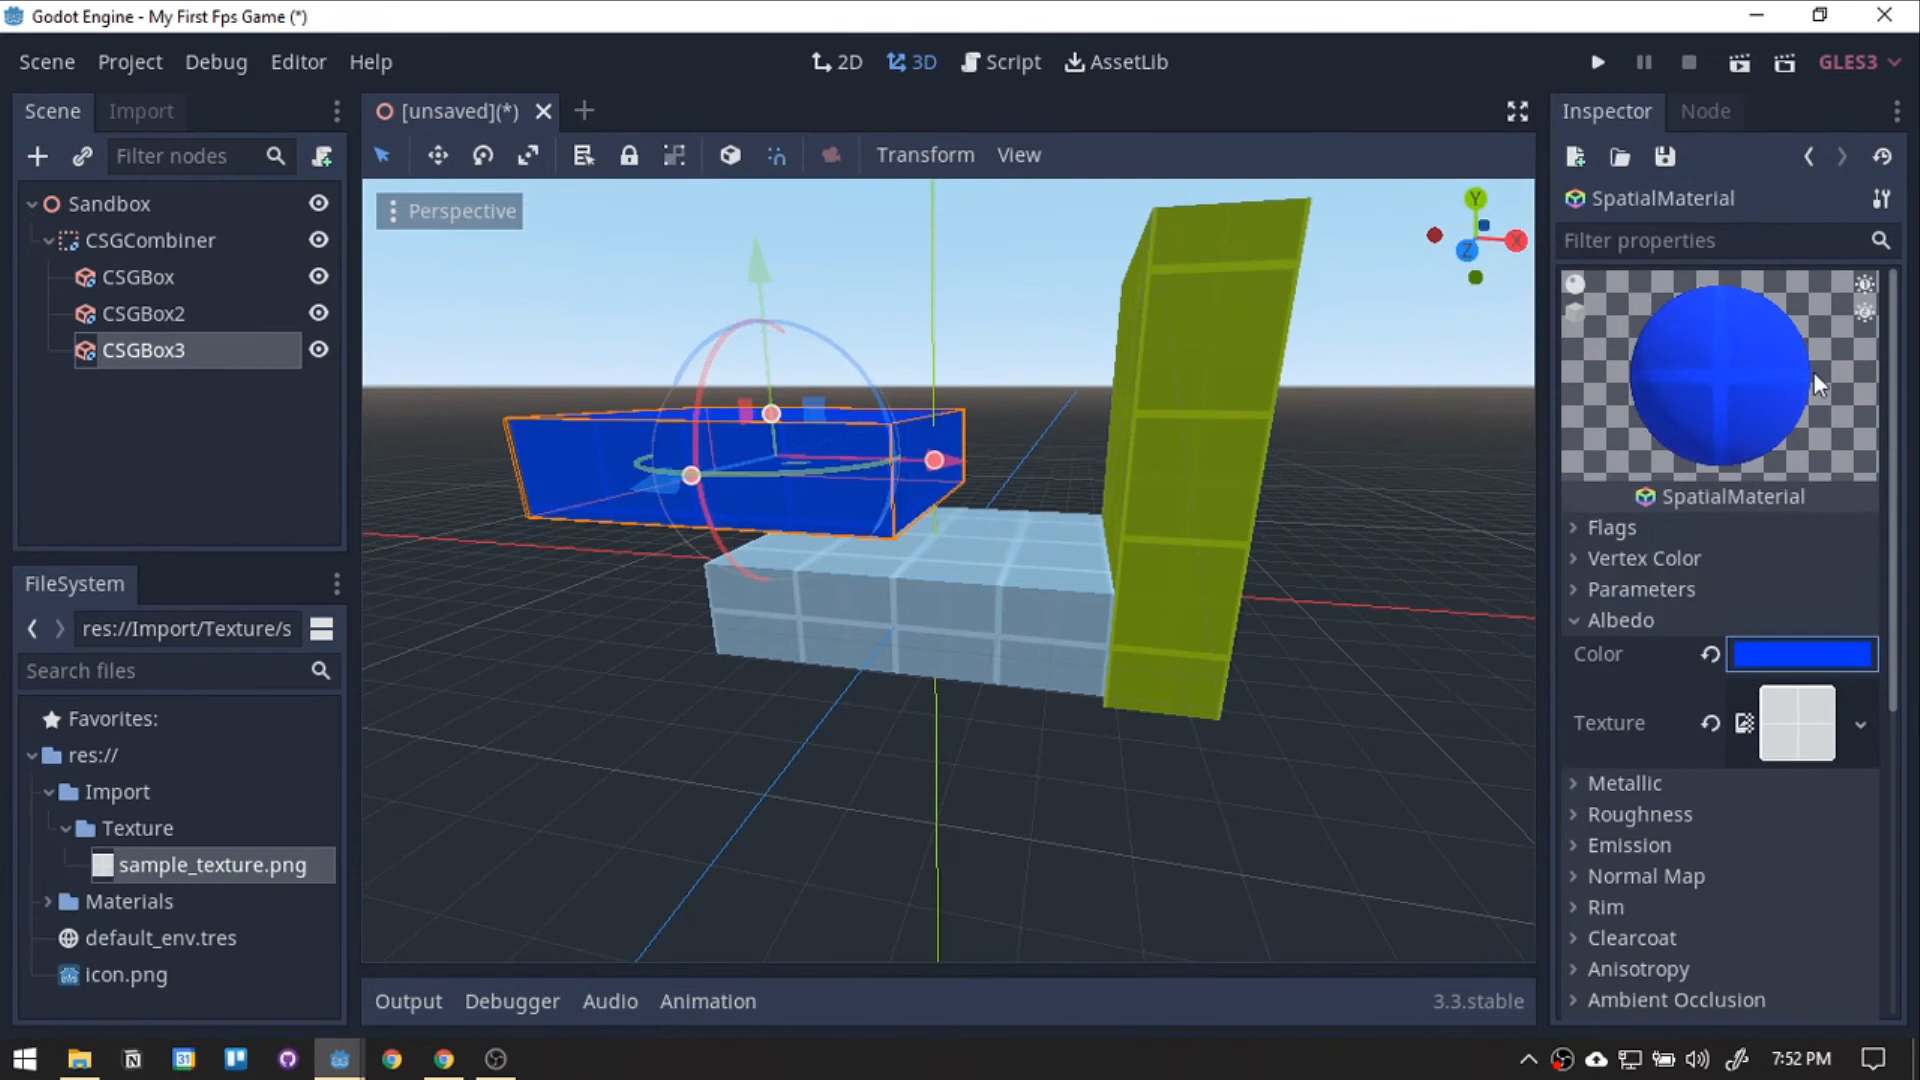 Godot Engine - My First Fps Game (*)
Scene Project Debug Editor Help
2D 3D Script AssetLib
GLES3
Scene Import
Filter nodes
Sandbox
CSGCombiner
CSGBox
CSGBox2
CSGBox3
FileSystem
res://Import/Texture/s
Search files
Favorites:
res://
Import
Texture
sample_texture.png
Materials
default_env.tres
icon.png
[unsaved](*)
Transform View
Perspective
Y
X
Z
Output Debugger Audio Animation
3.3.stable
Inspector Node
SpatialMaterial
Filter properties
SpatialMaterial
Flags
Vertex Color
Parameters
Albedo
Color
Texture
Metallic
Roughness
Emission
Normal Map
Rim
Clearcoat
Anisotropy
Ambient Occlusion
31
7:52 PM